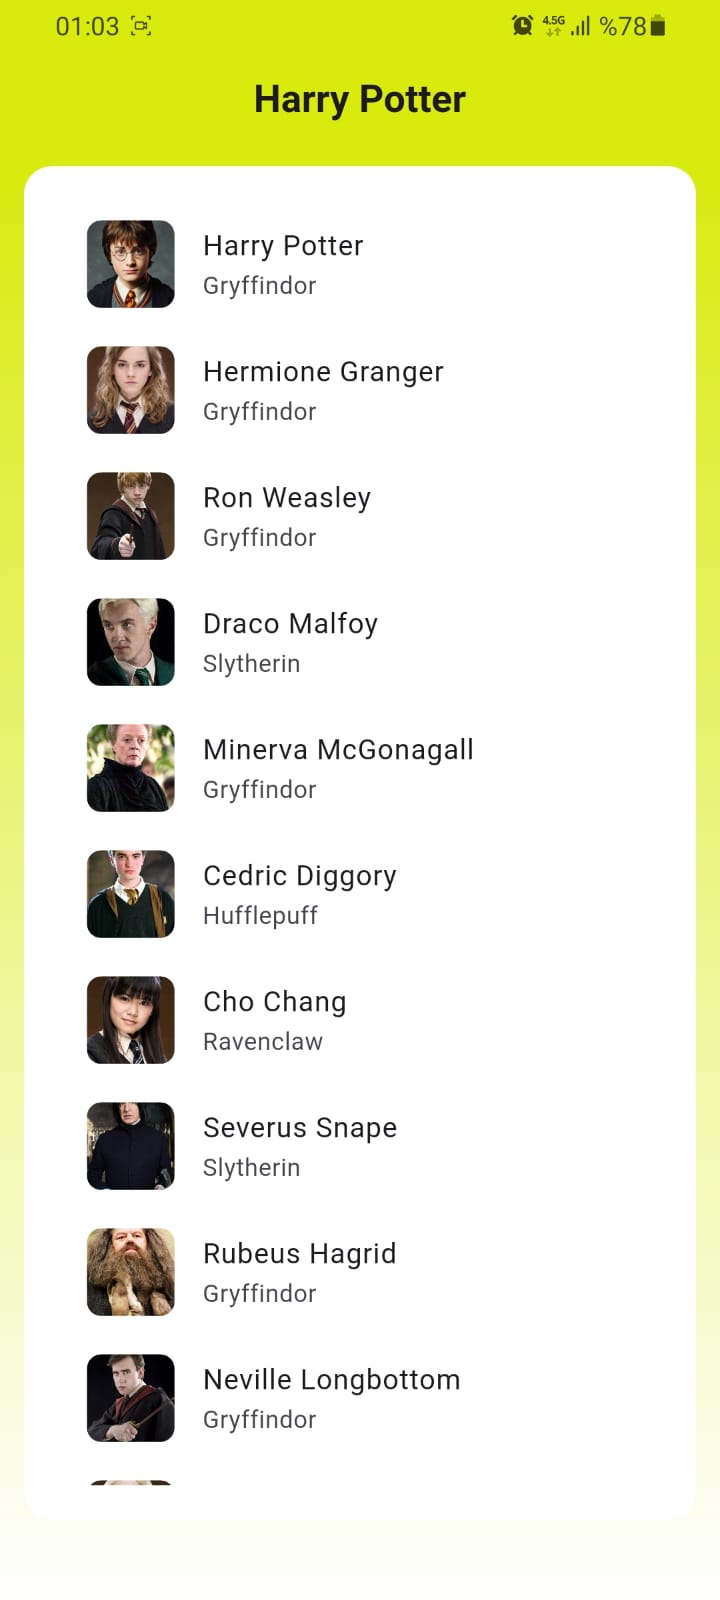 01:03 4.5G %78
Harry Potter
Harry Potter
Gryffindor
Hermione Granger
Gryffindor
Ron Weasley
Gryffindor
Draco Malfoy
Slytherin
Minerva McGonagall
Gryffindor
Cedric Diggory
Hufflepuff
Cho Chang
Ravenclaw
Severus Snape
Slytherin
Rubeus Hagrid
Gryffindor
Neville Longbottom
Gryffindor